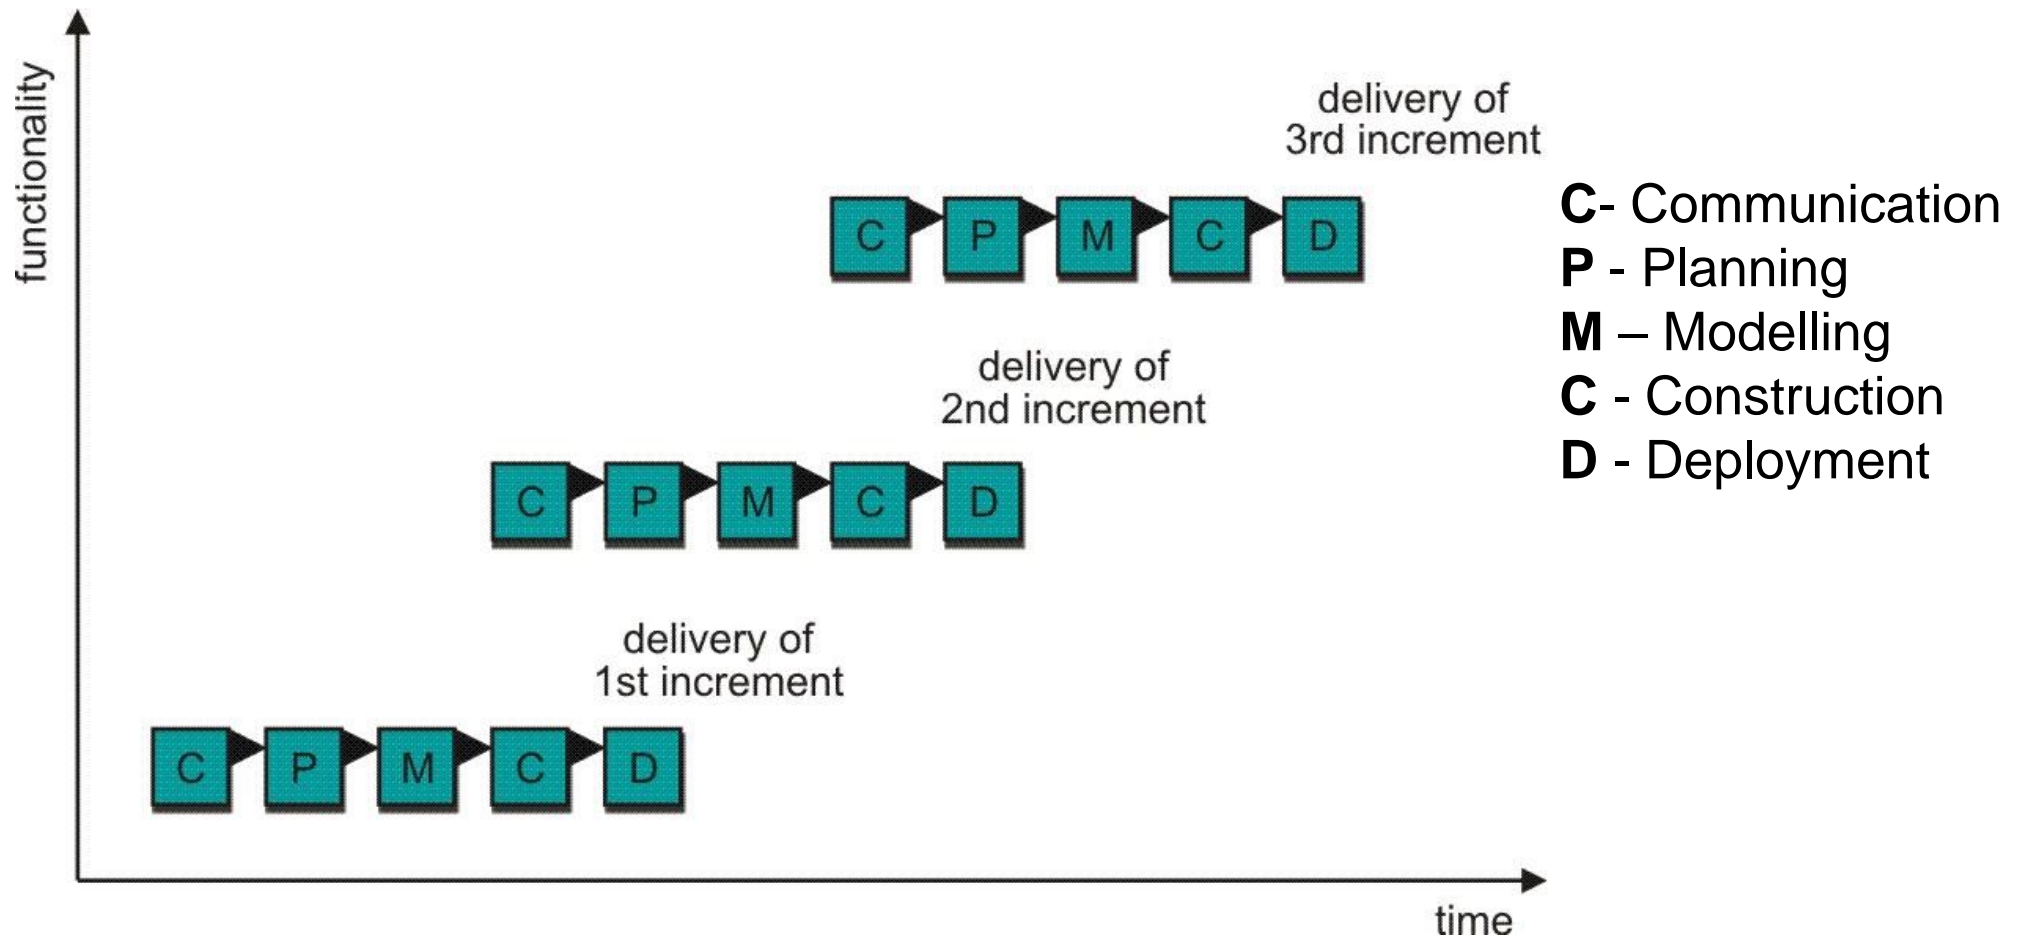 functionality
delivery of
3rd increment
C P M C D
C- Communication
P - Planning
M – Modelling
C - Construction
D - Deployment
delivery of
2nd increment
C P M C D
delivery of
1st increment
C P M C D
time